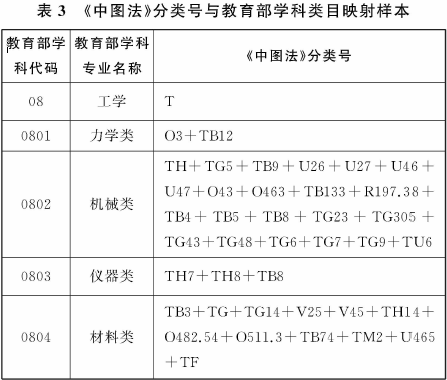 表 3 《中图法》分类号与教育部学科类目映射样本
教育部学科代码 教育部学科专业名称 《中图法》分类号
08 工学 T
0801 力学类 O3+TB12
0802 机械类 TH+TG5+TB9+U26+U27+U46+
U47+O43+O463+TB133+R197.38+
TB4+TB5+TB8+TG23+TG305+
TG43+TG48+TG6+TG7+TG9+TU6
0803 仪器类 TH7+TH8+TB8
0804 材料类 TB3+TG+TG14+V25+V45+TH14+
O482.54+O511.3+TB74+TM2+U465
+TF